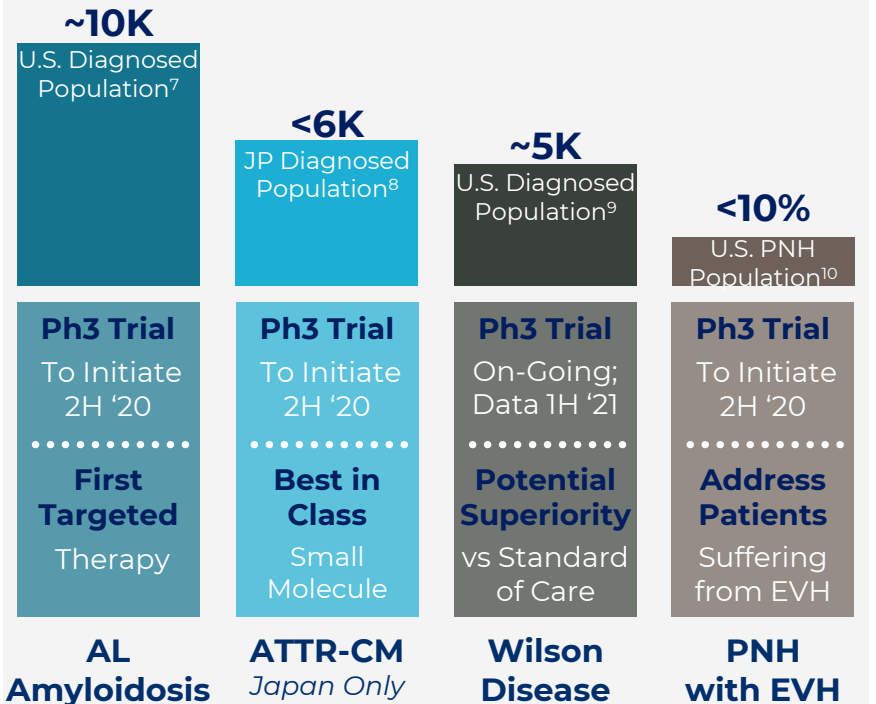 ~10K
U.S. Diagnosed
Population⁷
Ph3 Trial
To Initiate
2H ‘20
First
Targeted
Therapy
AL
Amyloidosis
<6K
JP Diagnosed
Population⁸
Ph3 Trial
To Initiate
2H ‘20
Best in
Class
Small
Molecule
ATTR-CM
Japan Only
~5K
U.S. Diagnosed
Population⁹
Ph3 Trial
On-Going;
Data 1H ‘21
Potential
Superiority
vs Standard
of Care
Wilson
Disease
<10%
U.S. PNH
Population¹⁰
Ph3 Trial
To Initiate
2H ‘20
Address
Patients
Suffering
from EVH
PNH
with EVH